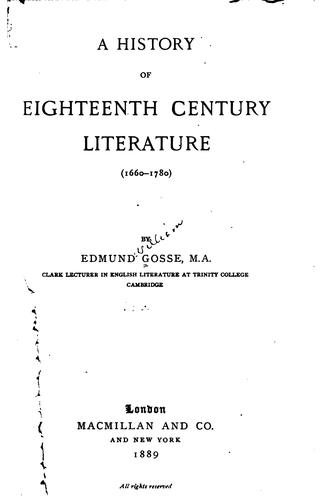 A HISTORY
OF
EIGHTEENTH CENTURY
LITERATURE
(1660–1780)
BY
William
EDMUND GOSSE, M.A.
CLARK LECTURER IN ENGLISH LITERATURE AT TRINITY COLLEGE
CAMBRIDGE
London
MACMILLAN AND CO.
AND NEW YORK
1889
All rights reserved